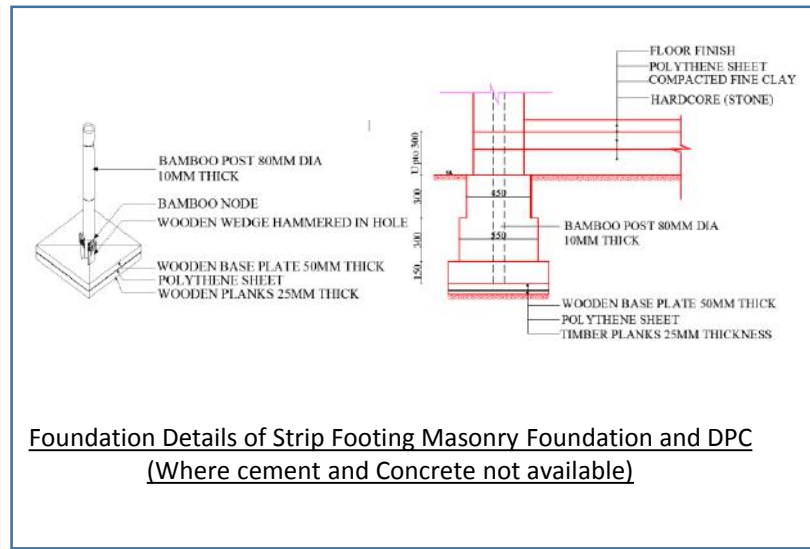 FLOOR FINISH
POLYTHENE SHEET
COMPACTED FINE CLAY
HARDCORE (STONE)
BAMBOO POST 80MM DIA
10MM THICK
BAMBOO NODE
WOODEN WEDGE HAMMERED IN HOLE
WOODEN BASE PLATE 50MM THICK
POLYTHENE SHEET
WOODEN PLANKS 25MM THICK
Upto 300
300
300
150
450
550
BAMBOO POST 80MM DIA
10MM THICK
WOODEN BASE PLATE 50MM THICK
POLYTHENE SHEET
TIMBER PLANKS 25MM THICKNESS
Foundation Details of Strip Footing Masonry Foundation and DPC
(Where cement and Concrete not available)